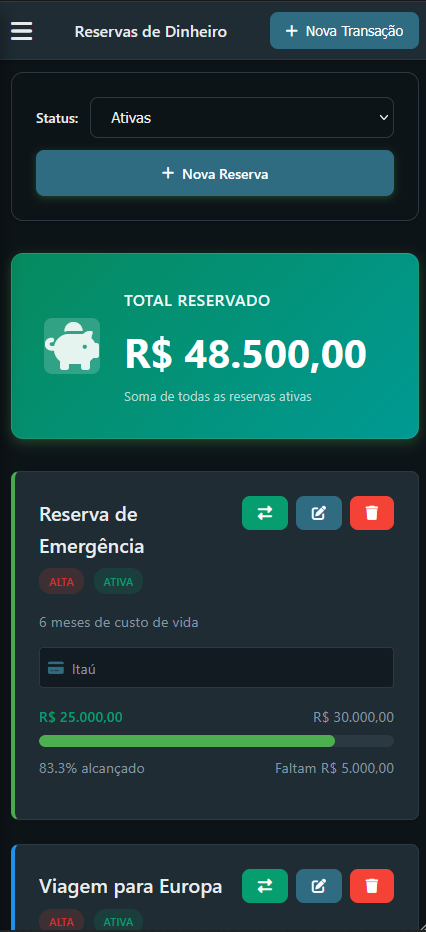 Reservas de Dinheiro
Nova Transação
Status:
Ativas
Nova Reserva
TOTAL RESERVADO
R$ 48.500,00
Soma de todas as reservas ativas
Reserva de
Emergência
ALTA
ATIVA
6 meses de custo de vida
Itaú
R$ 25.000,00
R$ 30.000,00
83.3% alcançado
Faltam R$ 5.000,00
Viagem para Europa
ALTA
ATIVA